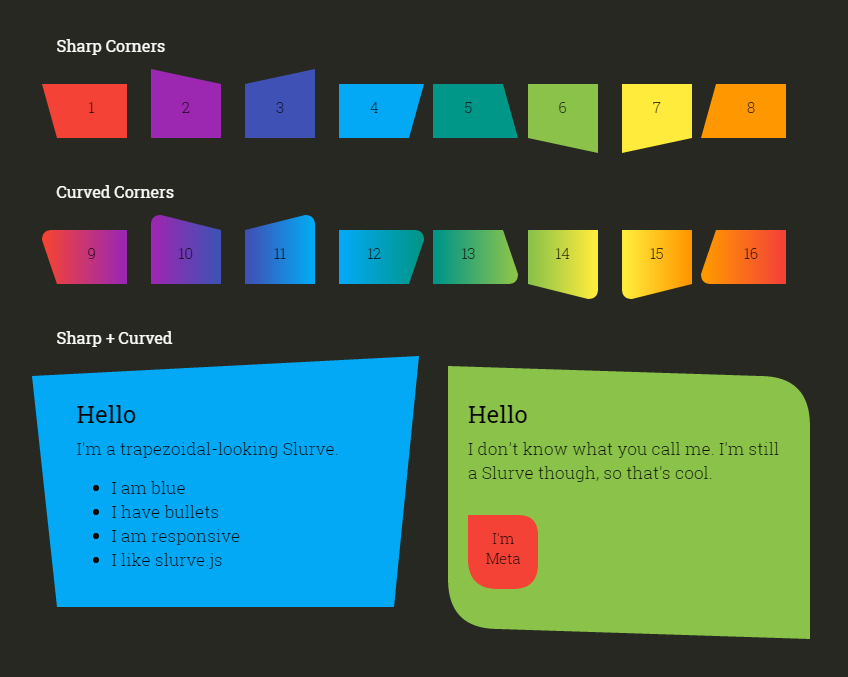 Sharp Corners
1 2 3 4 5 6 7 8
Curved Corners
9 10 11 12 13 14 15 16
Sharp + Curved
Hello
I'm a trapezoidal-looking Slurve.
• I am blue
• I have bullets
• I am responsive
• I like slurve.js
Hello
I don't know what you call me. I'm still
a Slurve though, so that's cool.
I'm
Meta